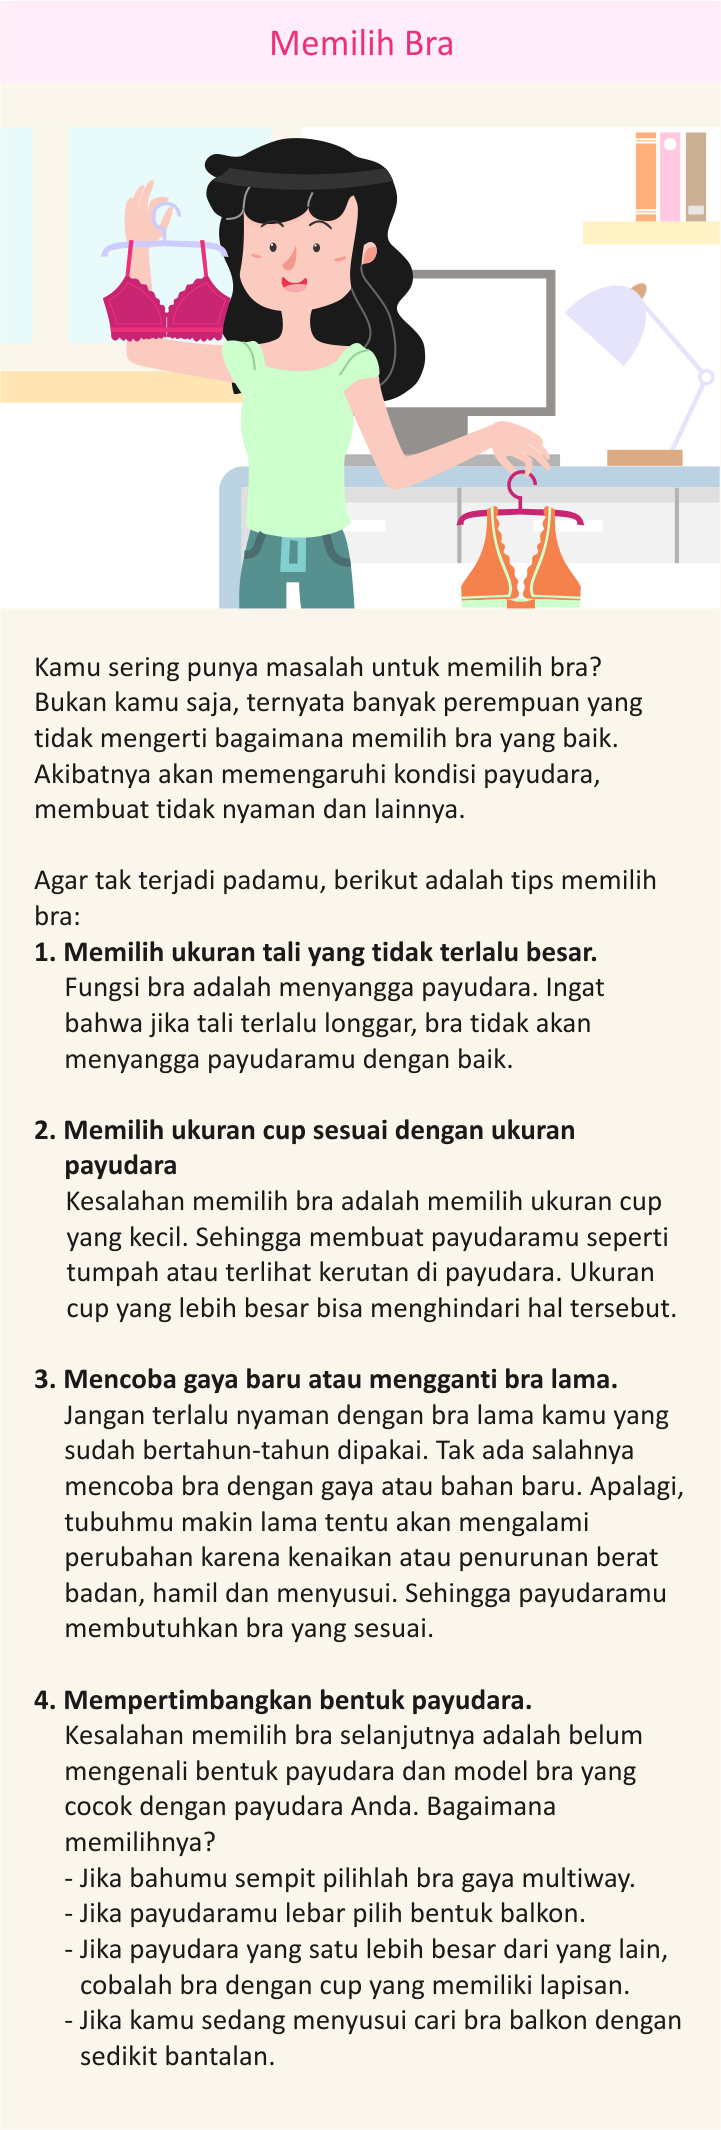 Memilih Bra
Kamu sering punya masalah untuk memilih bra?
Bukan kamu saja, ternyata banyak perempuan yang
tidak mengerti bagaimana memilih bra yang baik.
Akibatnya akan memengaruhi kondisi payudara,
membuat tidak nyaman dan lainnya.
Agar tak terjadi padamu, berikut adalah tips memilih
bra:
1. Memilih ukuran tali yang tidak terlalu besar.
Fungsi bra adalah menyangga payudara. Ingat
bahwa jika tali terlalu longgar, bra tidak akan
menyangga payudaramu dengan baik.
2. Memilih ukuran cup sesuai dengan ukuran
payudara
Kesalahan memilih bra adalah memilih ukuran cup
yang kecil. Sehingga membuat payudaramu seperti
tumpah atau terlihat kerutan di payudara. Ukuran
cup yang lebih besar bisa menghindari hal tersebut.
3. Mencoba gaya baru atau mengganti bra lama.
Jangan terlalu nyaman dengan bra lama kamu yang
sudah bertahun-tahun dipakai. Tak ada salahnya
mencoba bra dengan gaya atau bahan baru. Apalagi,
tubuhmu makin lama tentu akan mengalami
perubahan karena kenaikan atau penurunan berat
badan, hamil dan menyusui. Sehingga payudaramu
membutuhkan bra yang sesuai.
4. Mempertimbangkan bentuk payudara.
Kesalahan memilih bra selanjutnya adalah belum
mengenali bentuk payudara dan model bra yang
cocok dengan payudara Anda. Bagaimana
memilihnya?
- Jika bahumu sempit pilihlah bra gaya multiway.
- Jika payudaramu lebar pilih bentuk balkon.
- Jika payudara yang satu lebih besar dari yang lain,
cobalah bra dengan cup yang memiliki lapisan.
- Jika kamu sedang menyusui cari bra balkon dengan
sedikit bantalan.